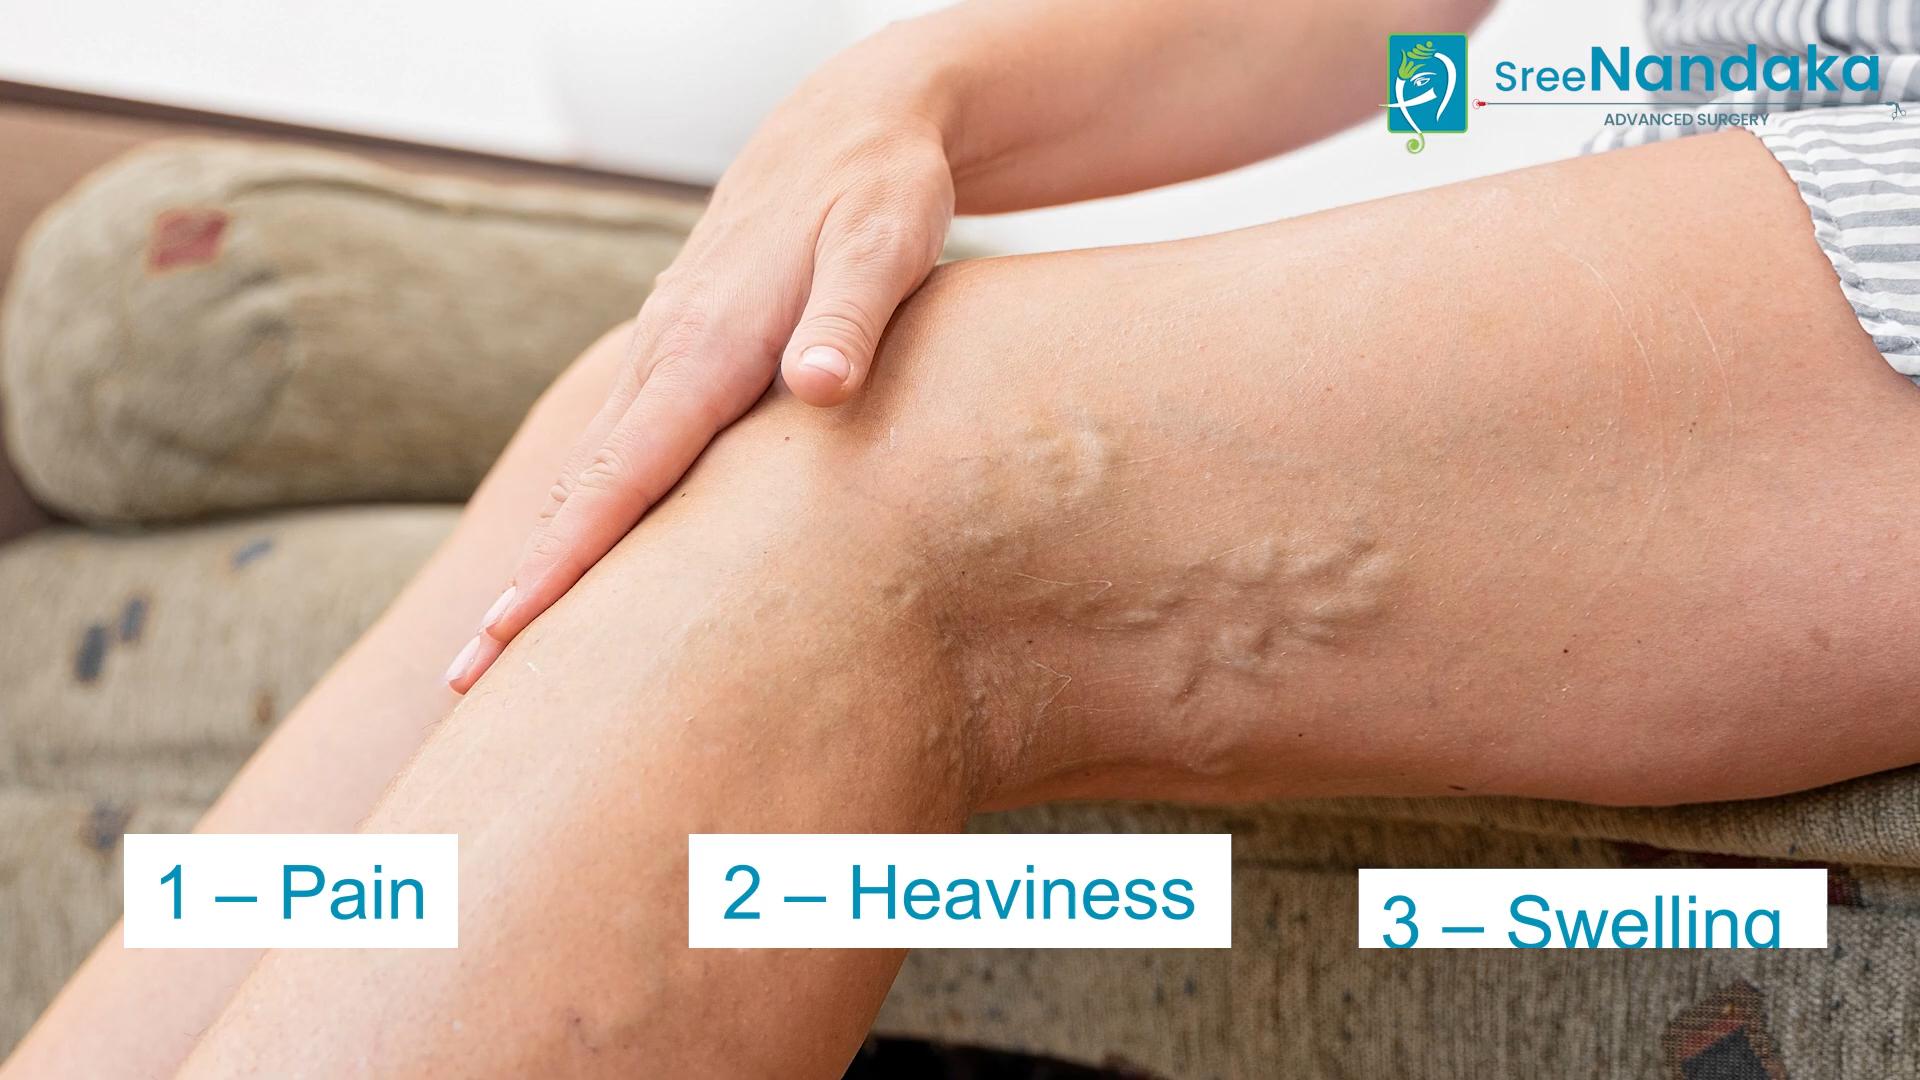 SreeNandaka
ADVANCED SURGERY
1 – Pain
2 – Heaviness
3 – Swelling